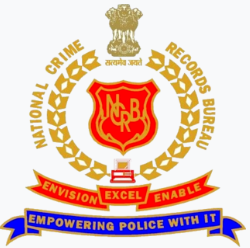 सत्यमेव जयते
NATIONAL CRIME
RECORDS BUREAU
NCRB
ENVISION EXCEL ENABLE
EMPOWERING POLICE WITH IT